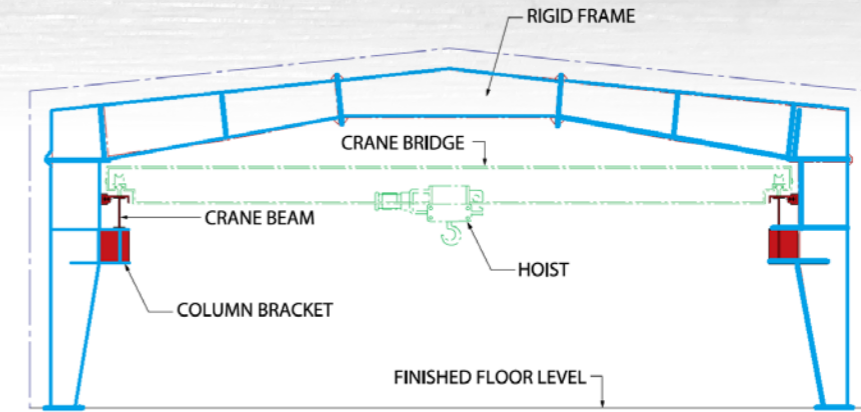 RIGID FRAME
CRANE BRIDGE
CRANE BEAM
HOIST
COLUMN BRACKET
FINISHED FLOOR LEVEL